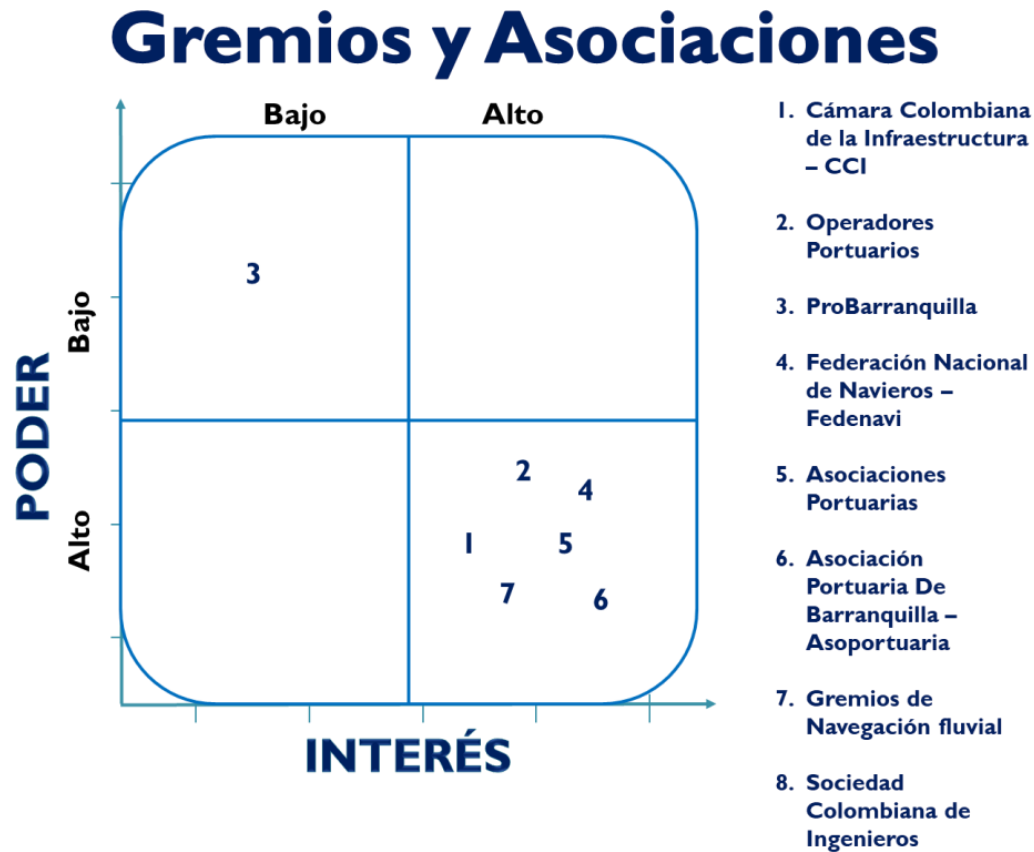 Gremios y Asociaciones
Bajo
Alto
PODER
Bajo
Alto
3
2
4
1
5
7
6
INTERÉS
1. Cámara Colombiana
de la Infraestructura
– CCI
2. Operadores
Portuarios
3. ProBarranquilla
4. Federación Nacional
de Navieros –
Fedenavi
5. Asociaciones
Portuarias
6. Asociación
Portuaria De
Barranquilla –
Asoportuaria
7. Gremios de
Navegación fluvial
8. Sociedad
Colombiana de
Ingenieros